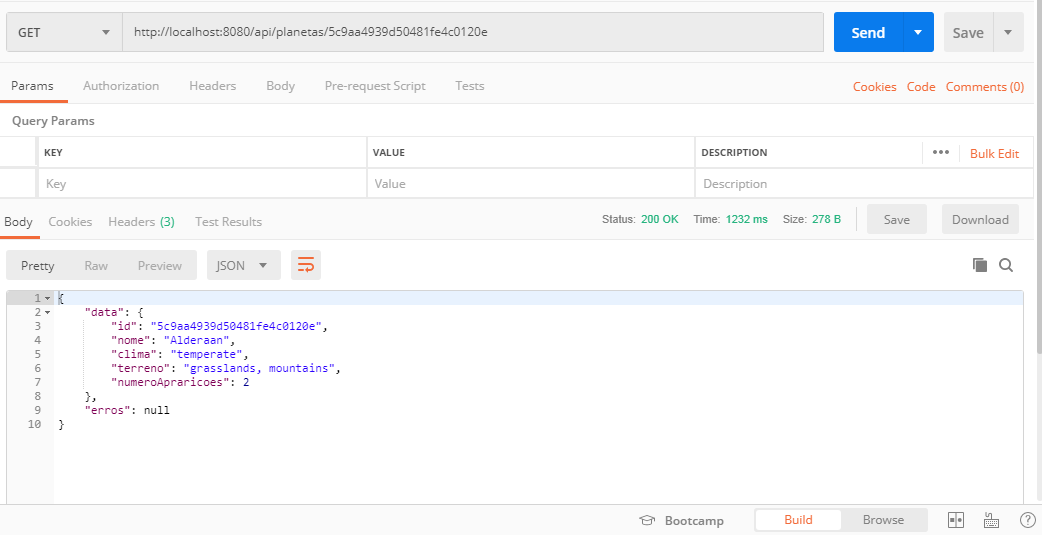 GET http://localhost:8080/api/planetas/5c9aa4939d50481fe4c0120e Send Save
Params Authorization Headers Body Pre-request Script Tests Cookies Code Comments (0)
Query Params
KEY VALUE DESCRIPTION ••• Bulk Edit
Key Value Description
Body Cookies Headers (3) Test Results Status: 200 OK Time: 1232 ms Size: 278 B Save Download
Pretty Raw Preview JSON
1 {
2 "data": {
3 "id": "5c9aa4939d50481fe4c0120e",
4 "nome": "Alderaan",
5 "clima": "temperate",
6 "terreno": "grasslands, mountains",
7 "numeroApraricoes": 2
8 },
9 "erros": null
10 }
Bootcamp Build Browse ?